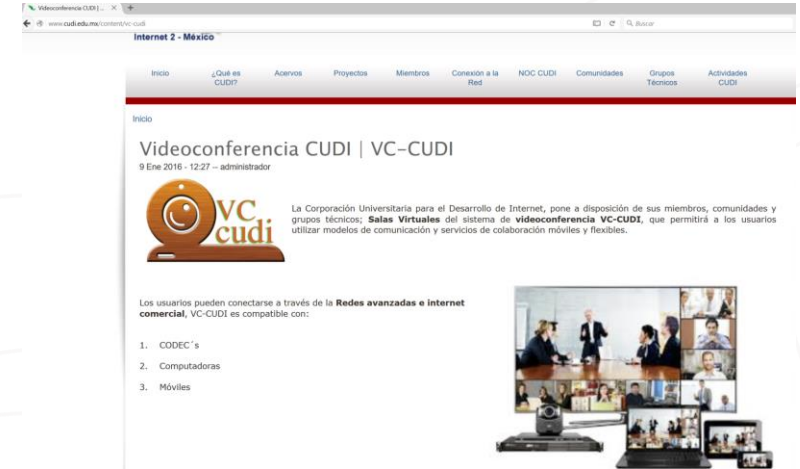 Videoconferencia CUDI |...
www.cudi.edu.mx/content/vc-cudi
Buscar
Internet 2 - México
Inicio
¿Qué es
CUDI?
Acervos
Proyectos
Miembros
Conexión a la
Red
NOC CUDI
Comunidades
Grupos
Técnicos
Actividades
CUDI
Inicio
Videoconferencia CUDI | VC-CUDI
9 Ene 2016 - 12:27 -- administrador
VC
cudi
La Corporación Universitaria para el Desarrollo de Internet, pone a disposición de sus miembros, comunidades y
grupos técnicos; Salas Virtuales del sistema de videoconferencia VC-CUDI, que permitirá a los usuarios
utilizar modelos de comunicación y servicios de colaboración móviles y flexibles.
Los usuarios pueden conectarse a través de la Redes avanzadas e internet
comercial, VC-CUDI es compatible con:
1. CODEC´s
2. Computadoras
3. Móviles